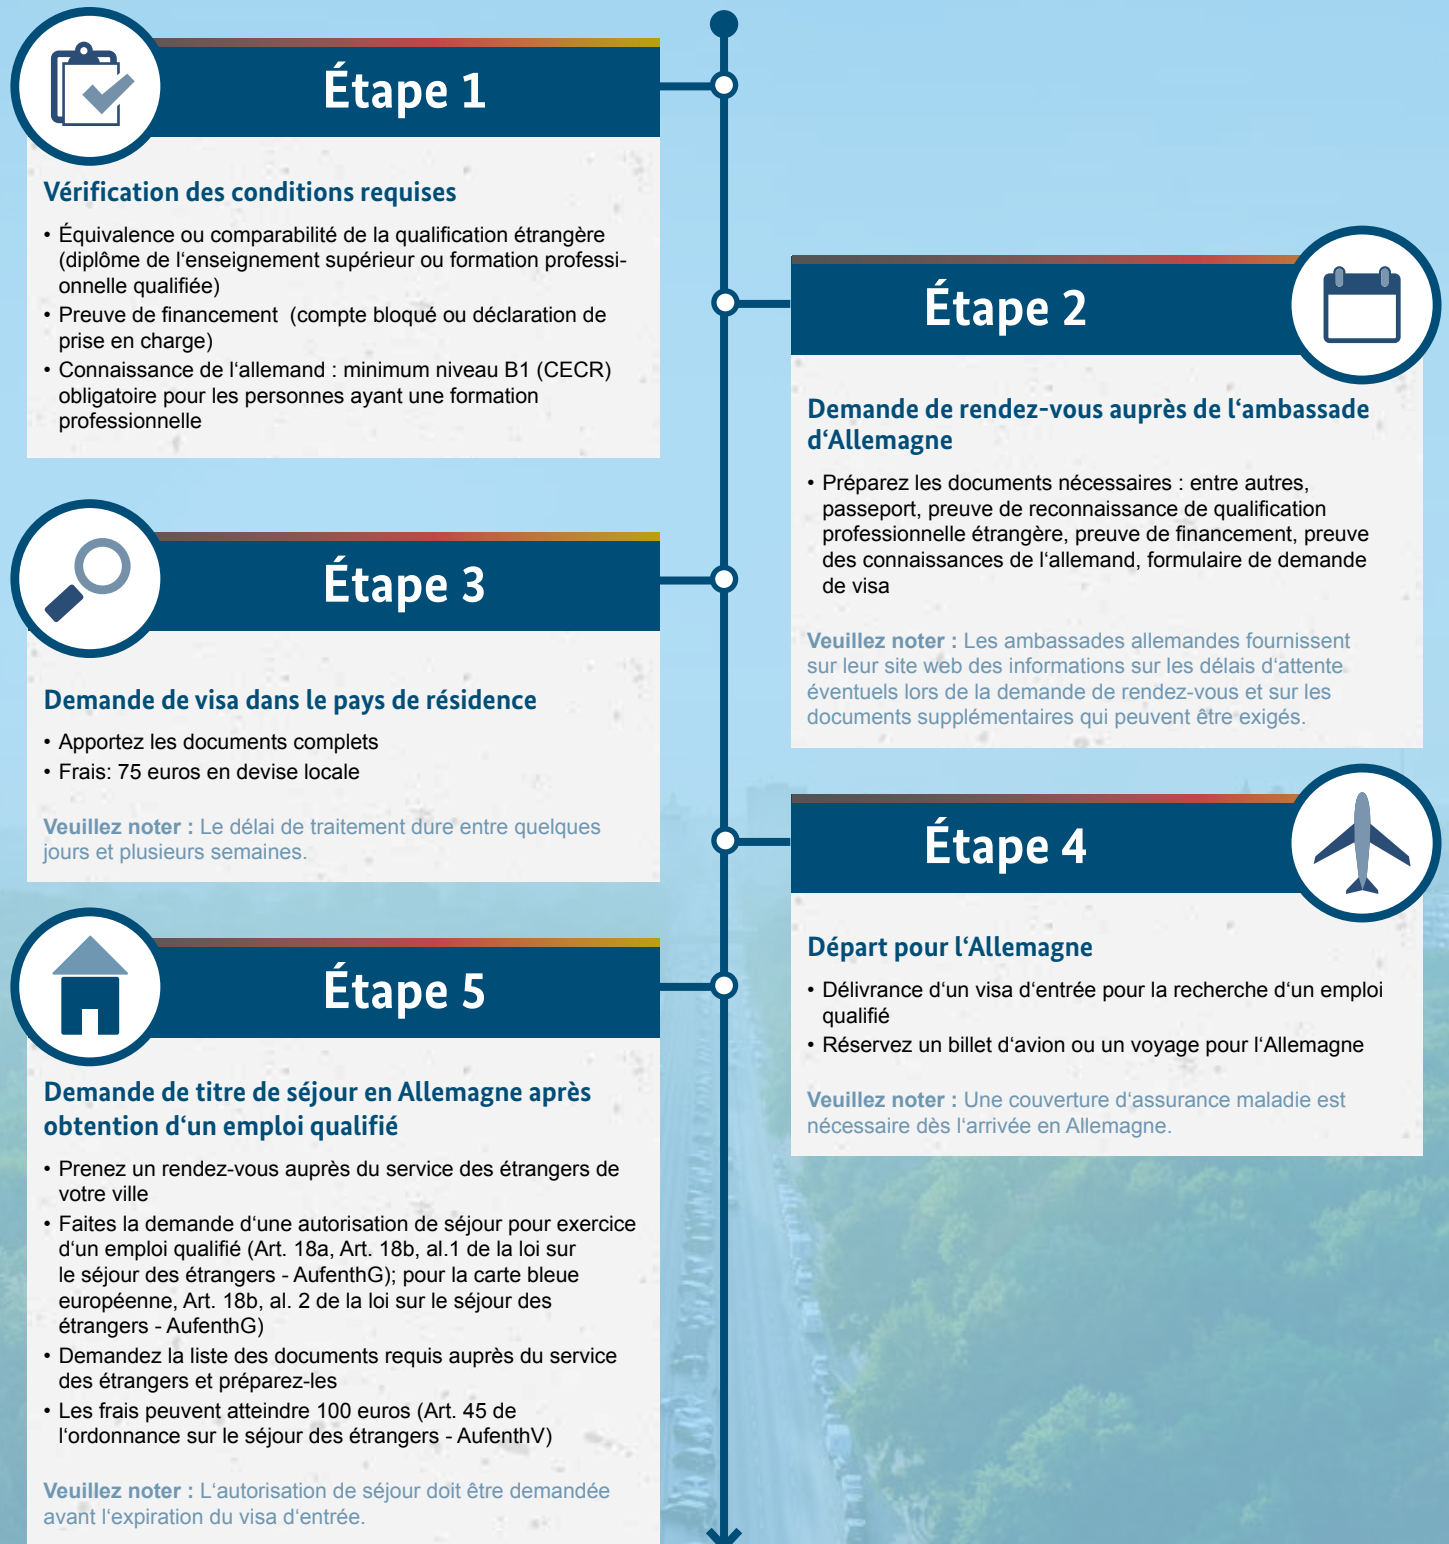 Étape 1
Vérification des conditions requises
• Équivalence ou comparabilité de la qualification étrangère
(diplôme de l‘enseignement supérieur ou formation professi-
onnelle qualifiée)
• Preuve de financement (compte bloqué ou déclaration de
prise en charge)
• Connaissance de l‘allemand : minimum niveau B1 (CECR)
obligatoire pour les personnes ayant une formation
professionnelle
Étape 2
Demande de rendez-vous auprès de l‘ambassade
d‘Allemagne
• Préparez les documents nécessaires : entre autres,
passeport, preuve de reconnaissance de qualification
professionnelle étrangère, preuve de financement, preuve
des connaissances de l‘allemand, formulaire de demande
de visa
Veuillez noter : Les ambassades allemandes fournissent
sur leur site web des informations sur les délais d‘attente
éventuels lors de la demande de rendez-vous et sur les
documents supplémentaires qui peuvent être exigés.
Étape 3
Demande de visa dans le pays de résidence
• Apportez les documents complets
• Frais: 75 euros en devise locale
Veuillez noter : Le délai de traitement dure entre quelques
jours et plusieurs semaines.
Étape 4
Départ pour l‘Allemagne
• Délivrance d‘un visa d‘entrée pour la recherche d‘un emploi
qualifié
• Réservez un billet d‘avion ou un voyage pour l‘Allemagne
Veuillez noter : Une couverture d‘assurance maladie est
nécessaire dès l‘arrivée en Allemagne.
Étape 5
Demande de titre de séjour en Allemagne après
obtention d‘un emploi qualifié
• Prenez un rendez-vous auprès du service des étrangers de
votre ville
• Faites la demande d‘une autorisation de séjour pour exercice
d‘un emploi qualifié (Art. 18a, Art. 18b, al.1 de la loi sur
le séjour des étrangers - AufenthG); pour la carte bleue
européenne, Art. 18b, al. 2 de la loi sur le séjour des
étrangers - AufenthG)
• Demandez la liste des documents requis auprès du service
des étrangers et préparez-les
• Les frais peuvent atteindre 100 euros (Art. 45 de
l‘ordonnance sur le séjour des étrangers - AufenthV)
Veuillez noter : L‘autorisation de séjour doit être demandée
avant l‘expiration du visa d‘entrée.